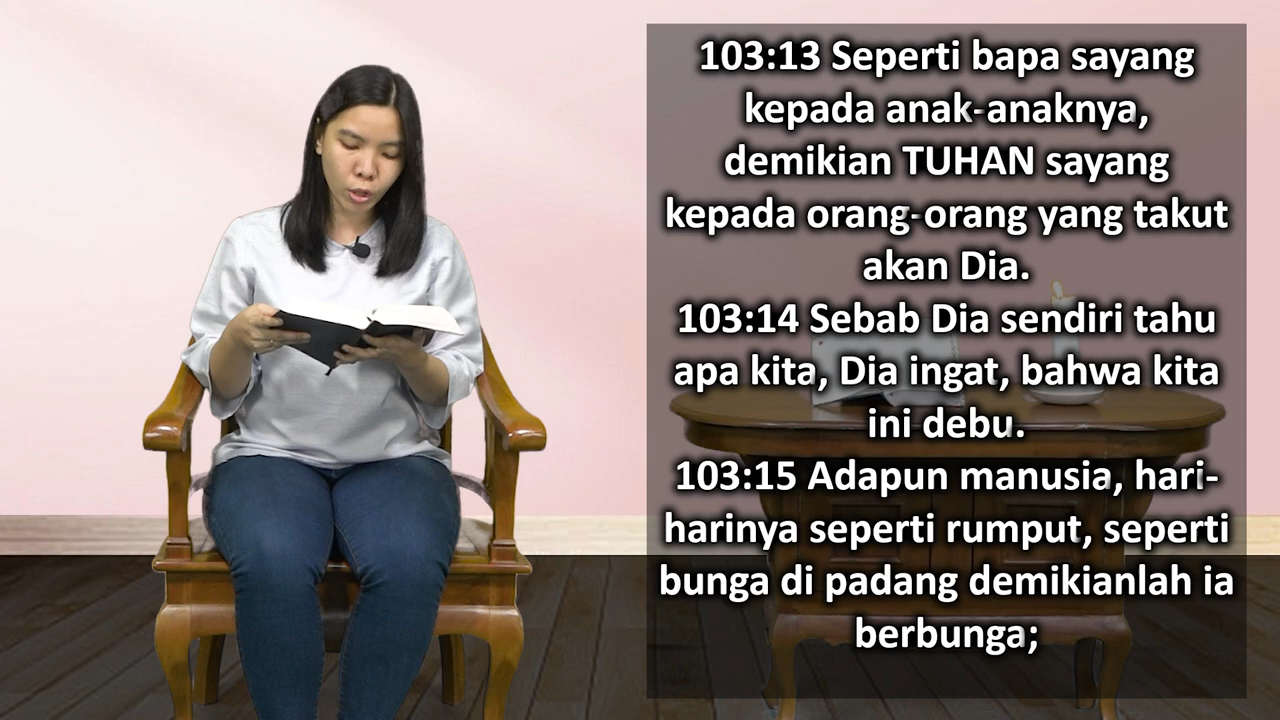 103:13 Seperti bapa sayang
kepada anak-anaknya,
demikian TUHAN sayang
kepada orang-orang yang takut
akan Dia.
103:14 Sebab Dia sendiri tahu
apa kita, Dia ingat, bahwa kita
ini debu.
103:15 Adapun manusia, hari-
harinya seperti rumput, seperti
bunga di padang demikianlah ia
berbunga;